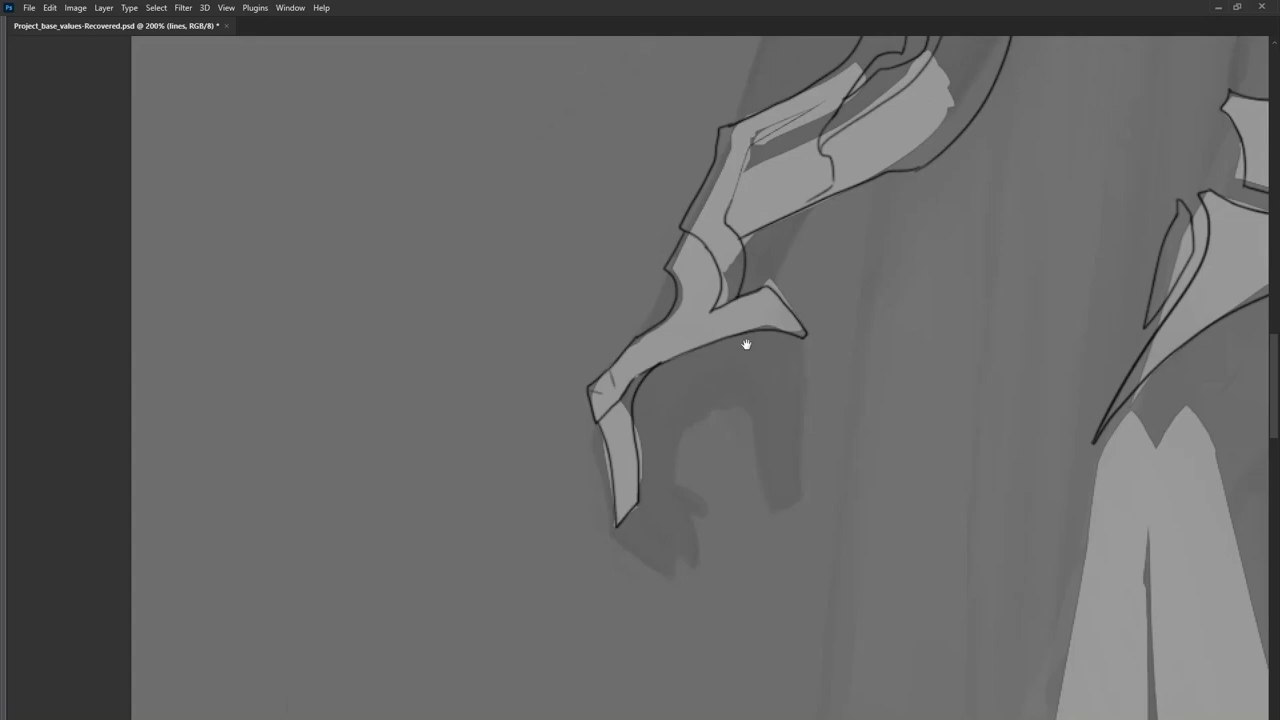 Ps File Edit Image Layer Type Select Filter 3D View Plugins Window Help
Project_base_values-Recovered.psd @ 200% (lines, RGB/8) *